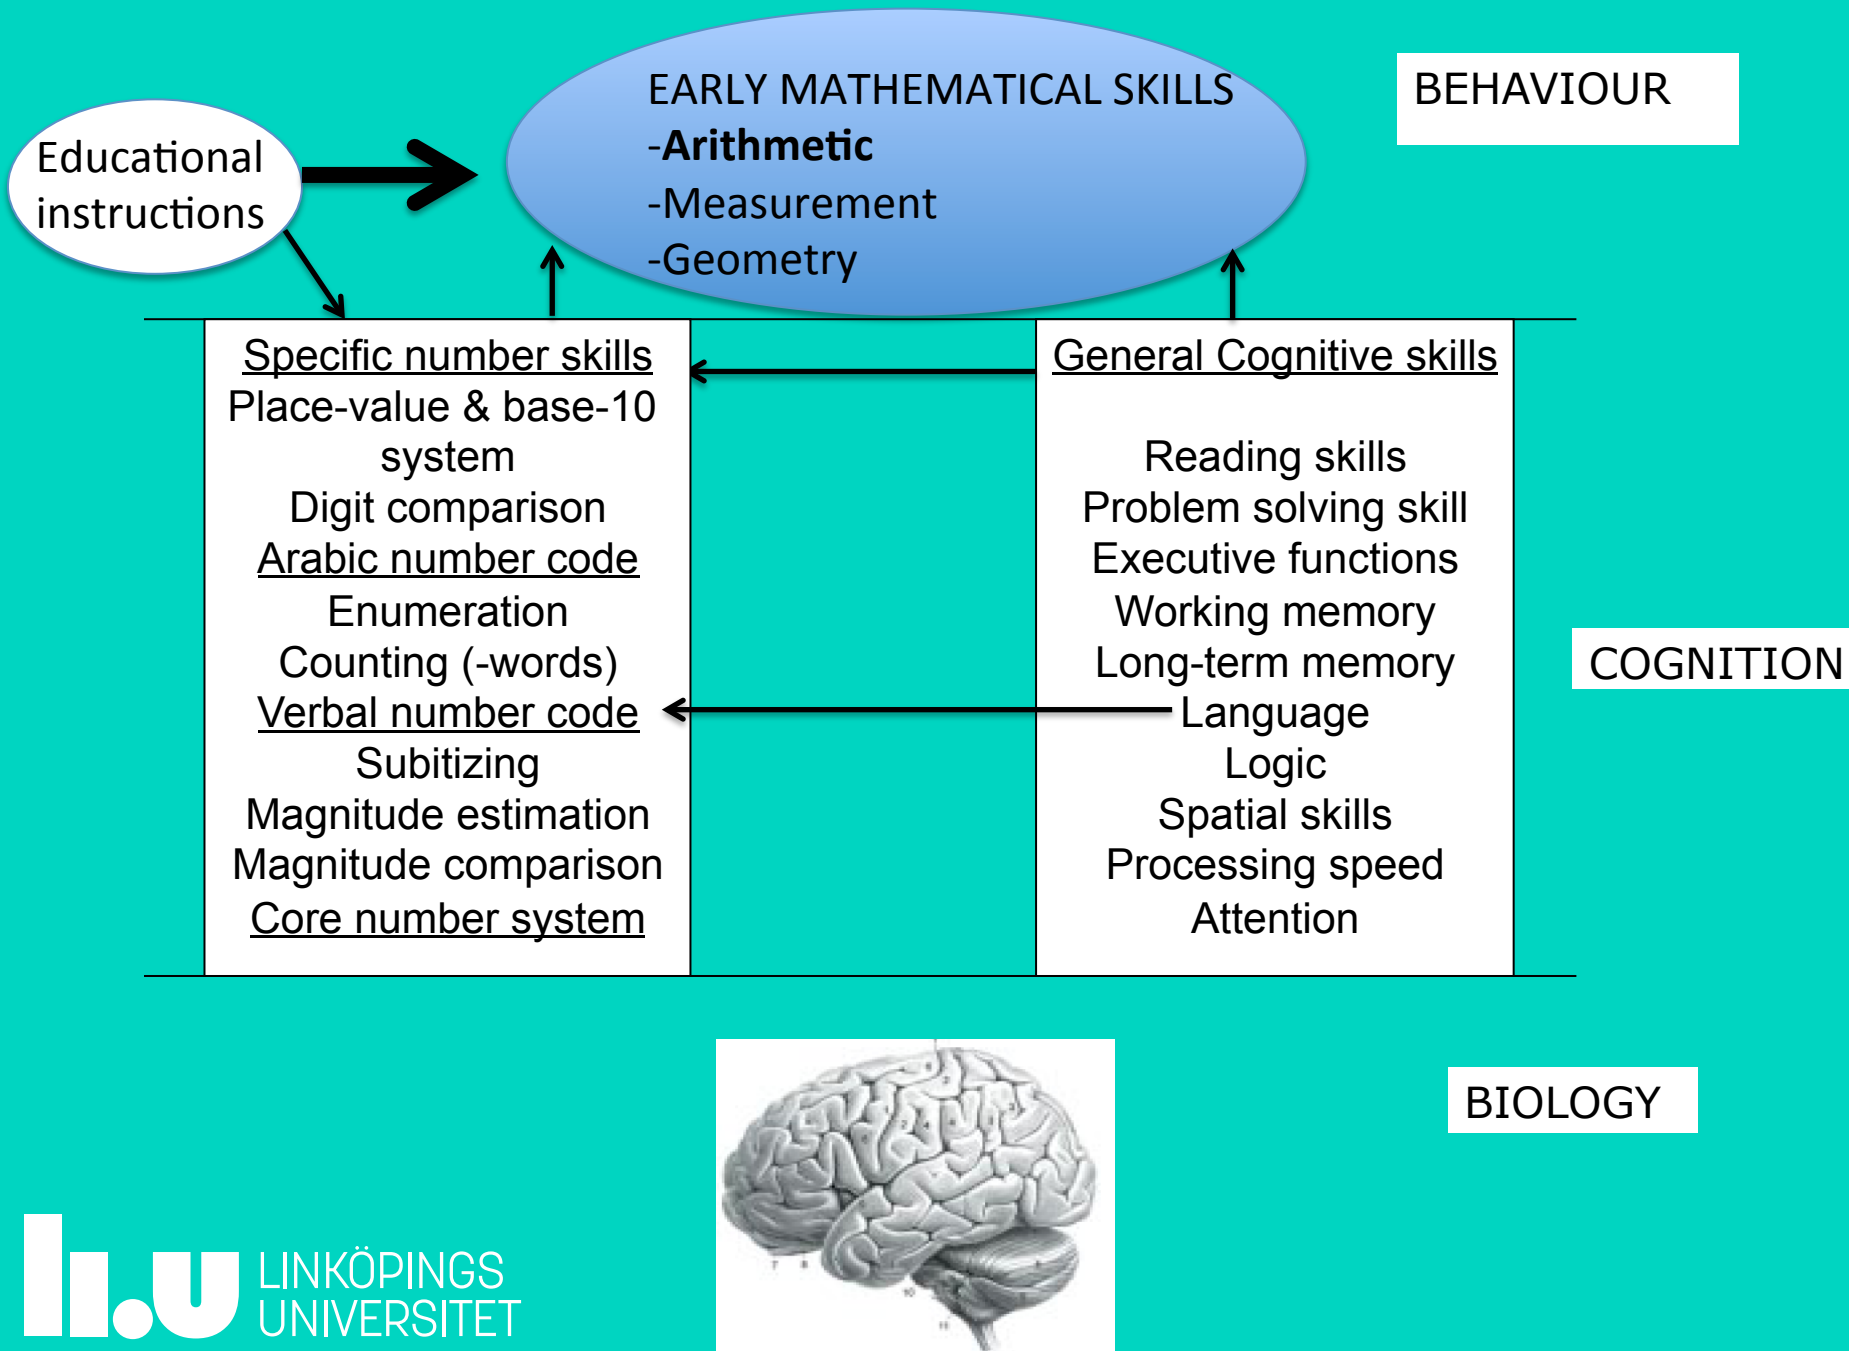 EARLY MATHEMATICAL SKILLS
-Arithmetic
-Measurement
-Geometry
BEHAVIOUR
Educational
instructions
Specific number skills
Place-value & base-10
system
Digit comparison
Arabic number code
Enumeration
Counting (-words)
Verbal number code
Subitizing
Magnitude estimation
Magnitude comparison
Core number system
General Cognitive skills
Reading skills
Problem solving skill
Executive functions
Working memory
Long-term memory
Language
Logic
Spatial skills
Processing speed
Attention
COGNITION
BIOLOGY
li.u LINKÖPINGS
UNIVERSITET